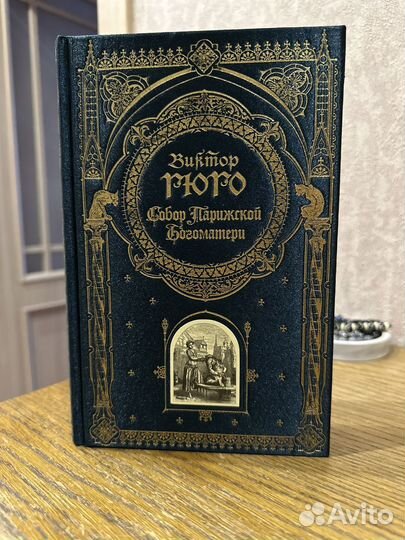 Виктор
Гюго
Собор Парижской
Богоматери
Avito